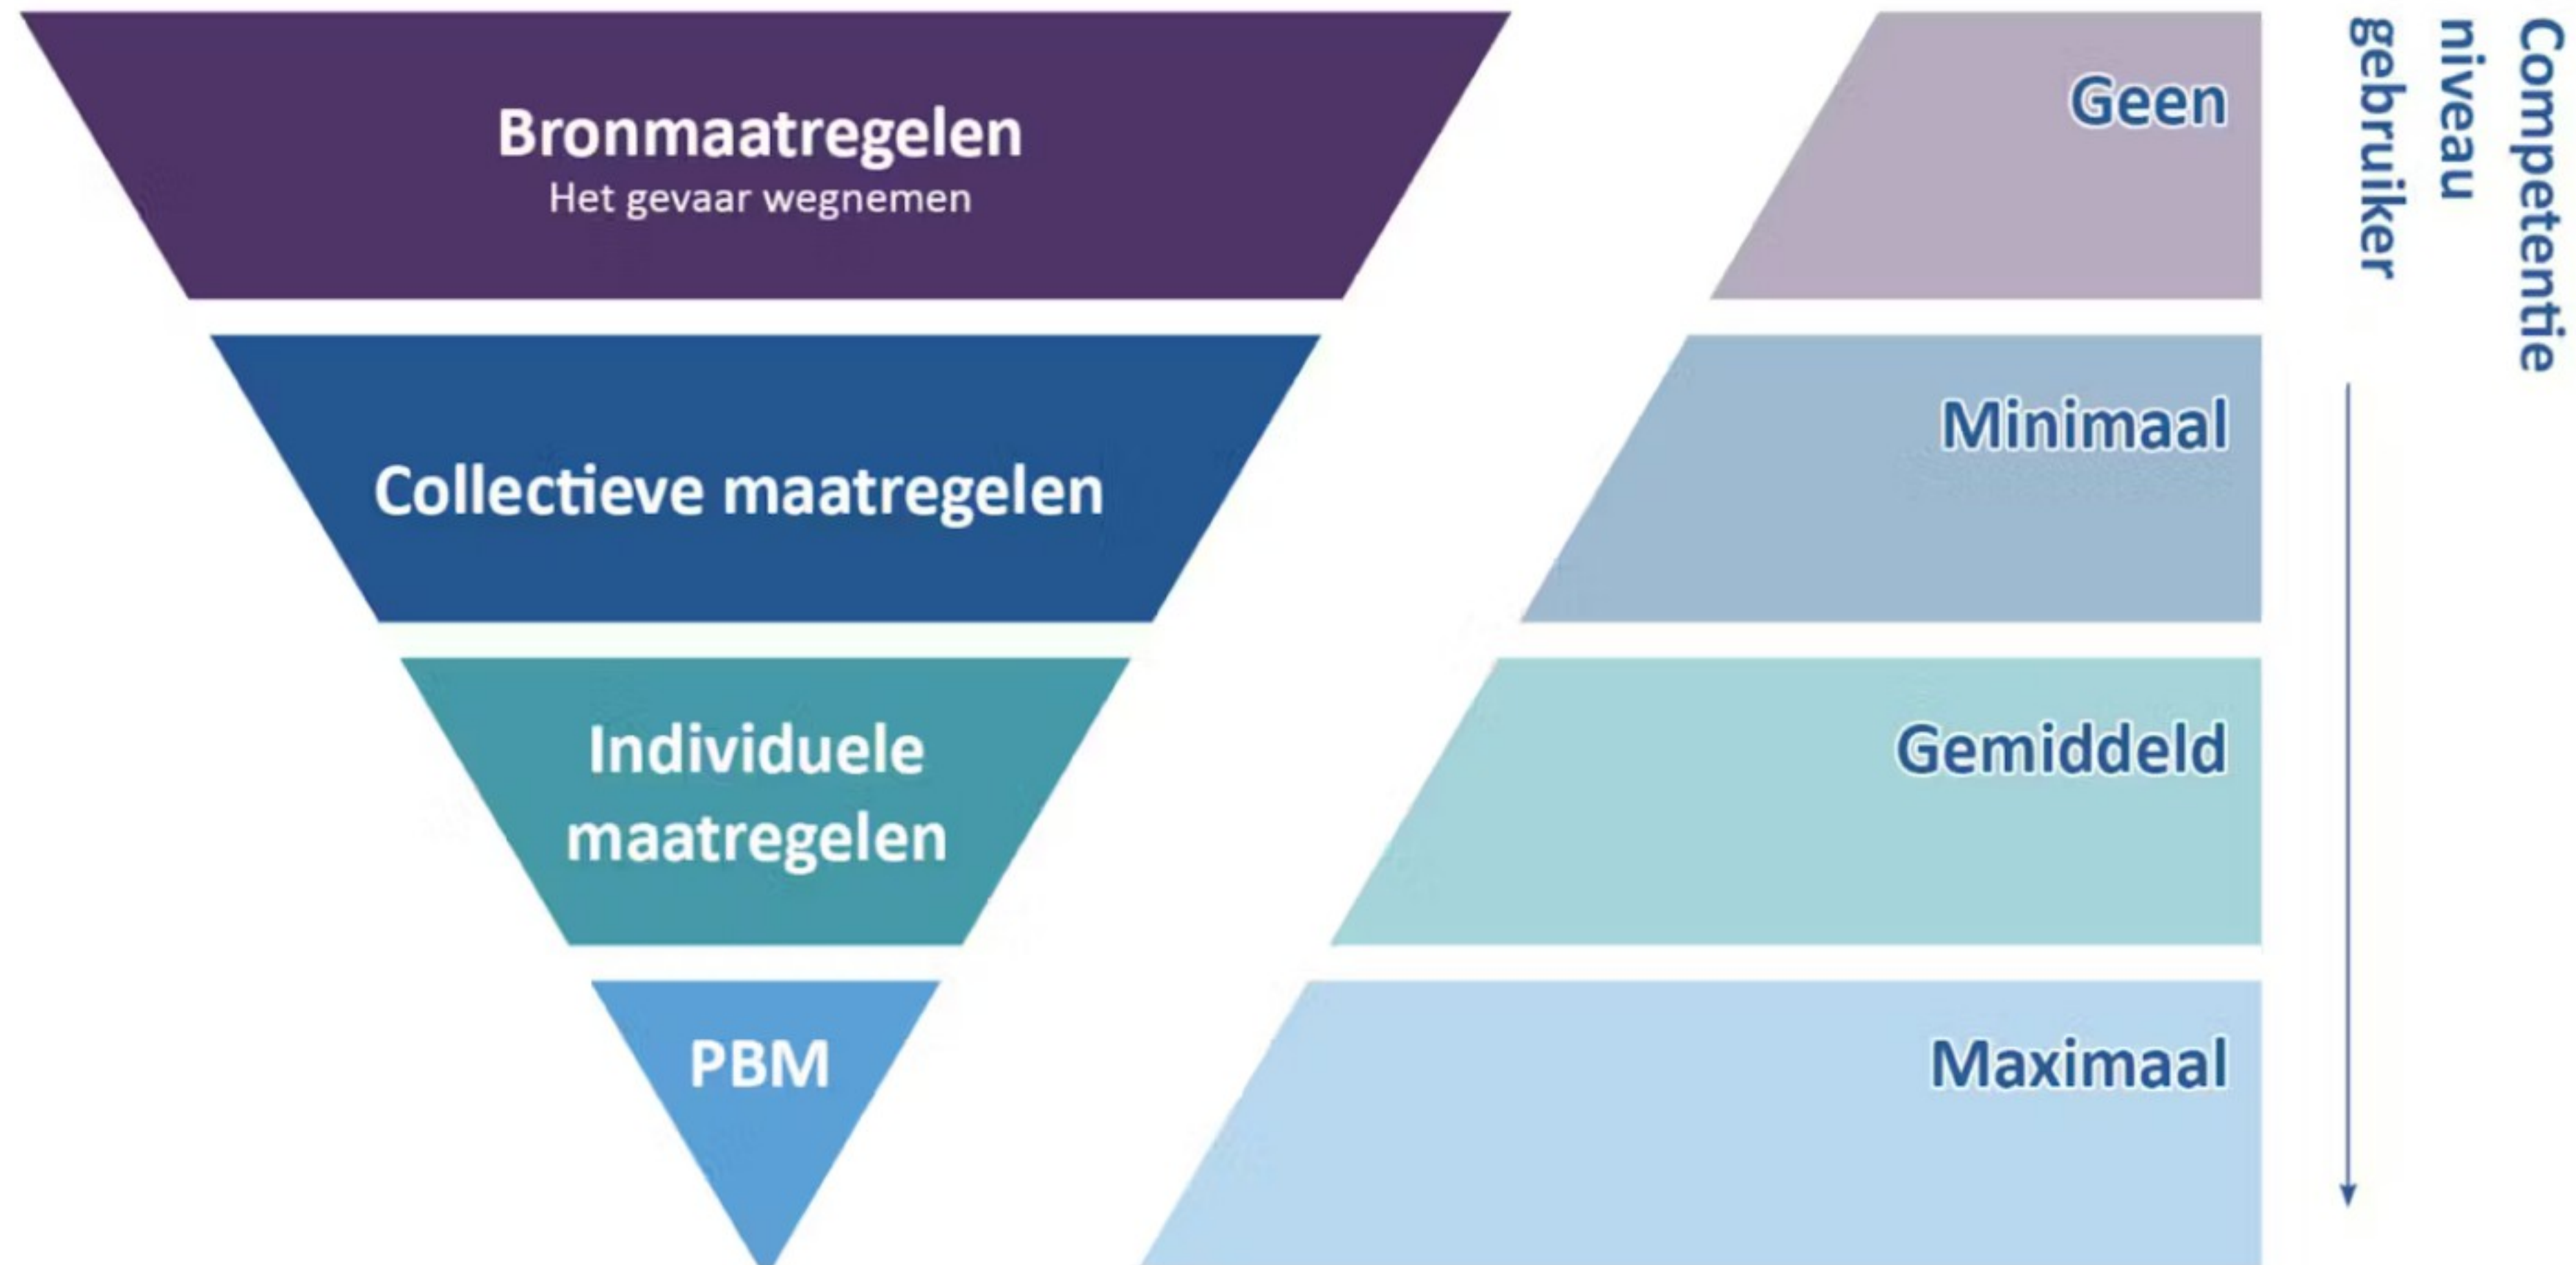 Bronmaatregelen
Het gevaar wegnemen
Collectieve maatregelen
Individuele
maatregelen
PBM
Geen
Minimaal
Gemiddeld
Maximaal
Competentie
niveau
gebruiker